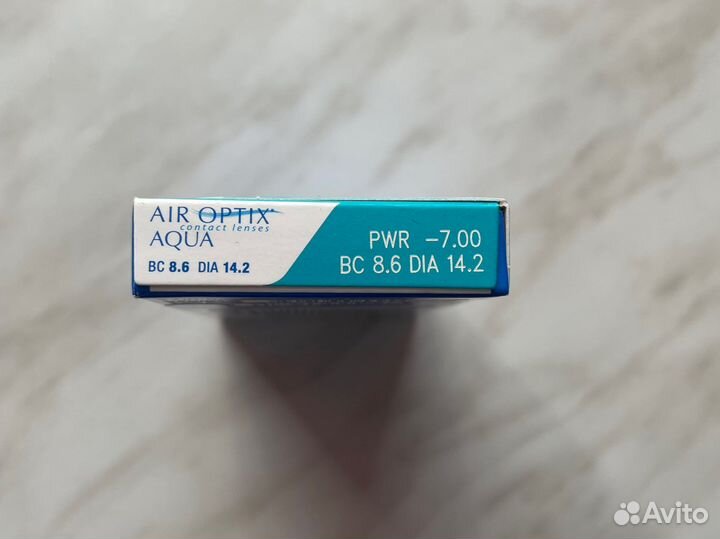 AIR OPTIX
contact lenses
AQUA
BC 8.6 DIA 14.2
PWR -7.00
BC 8.6 DIA 14.2
Avito